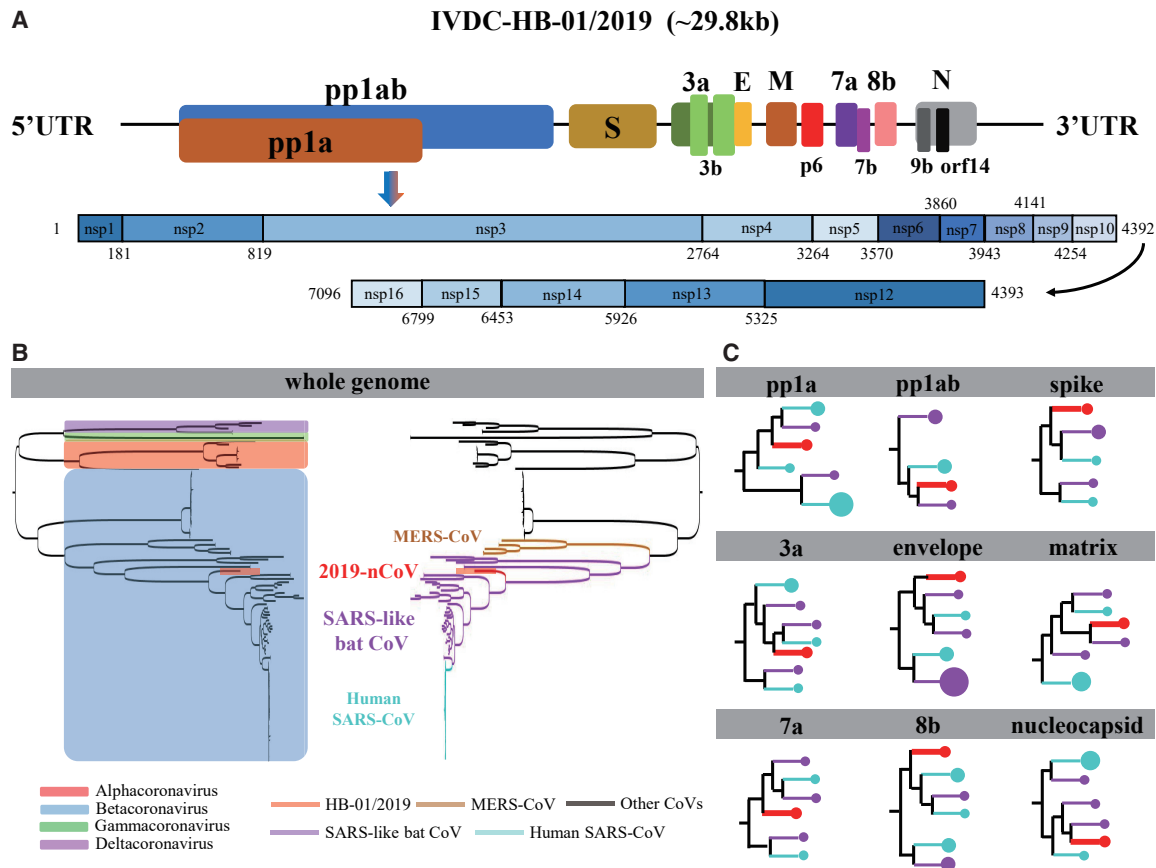 A
IVDC-HB-01/2019 (~29.8kb)
5'UTR
pp1ab
pp1a
S
3a
E
M
7a
8b
N
3'UTR
3b
p6
7b
9b
orf14
3860
4141
1
nsp1
nsp2
nsp3
nsp4
nsp5
nsp6
nsp7
nsp8
nsp9
nsp10
4392
181
819
2764
3264
3570
3943
4254
7096
nsp16
nsp15
nsp14
nsp13
nsp12
4393
6799
6453
5926
5325
B
whole genome
MERS-CoV
2019-nCoV
SARS-like
bat CoV
Human
SARS-CoV
Alphacoronavirus
Betacoronavirus
Gammacoronavirus
Deltacoronavirus
HB-01/2019
MERS-CoV
Other CoVs
SARS-like bat CoV
Human SARS-CoV
C
pp1a
pp1ab
spike
3a
envelope
matrix
7a
8b
nucleocapsid